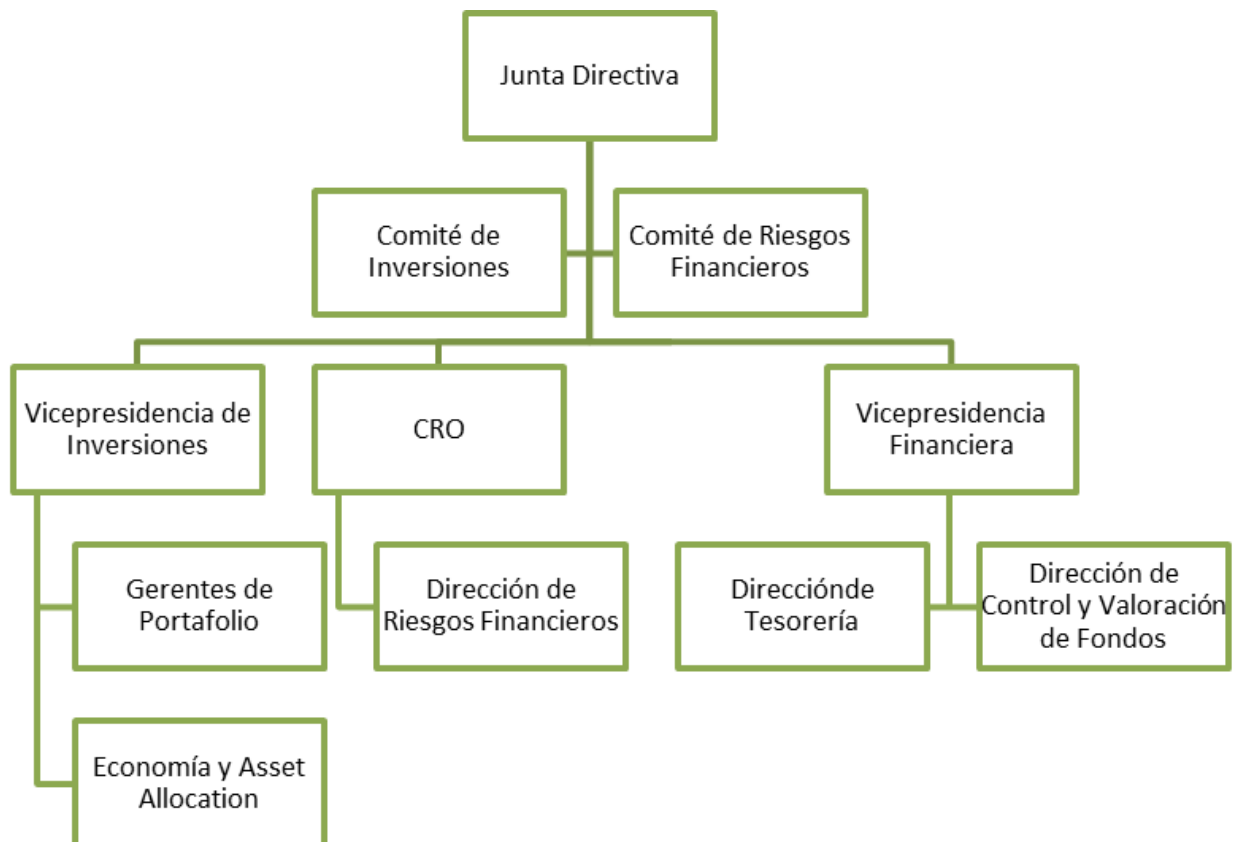 Junta Directiva
Comité de
Inversiones
Comité de Riesgos
Financieros
Vicepresidencia de
Inversiones
CRO
Vicepresidencia
Financiera
Gerentes de
Portafolio
Dirección de
Riesgos Financieros
Direcciónde
Tesorería
Dirección de
Control y Valoración
de Fondos
Economía y Asset
Allocation